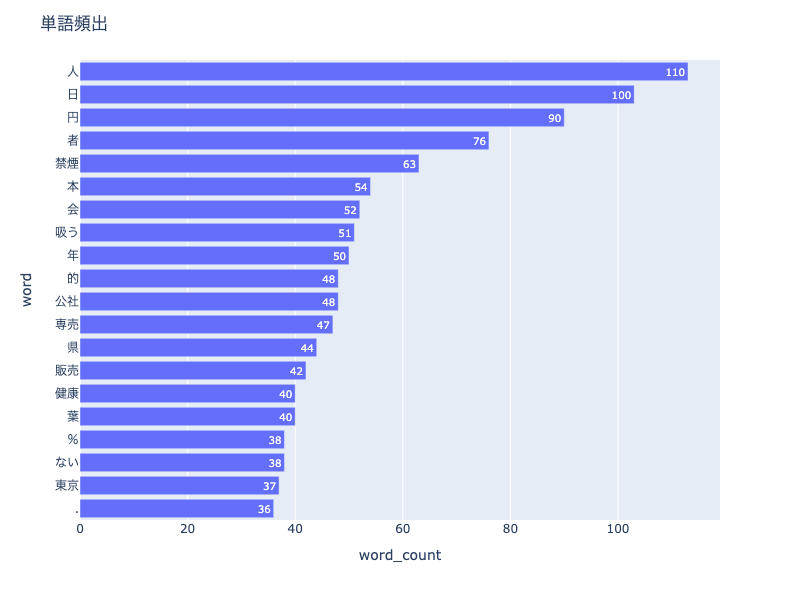 単語頻出
人 110
日 100
円 90
者 76
禁煙 63
本 54
会 52
吸う 51
年 50
的 48
公社 48
専売 47
県 44
販売 42
健康 40
葉 40
% 38
ない 38
東京 37
. 36
word
0 20 40 60 80 100
word_count